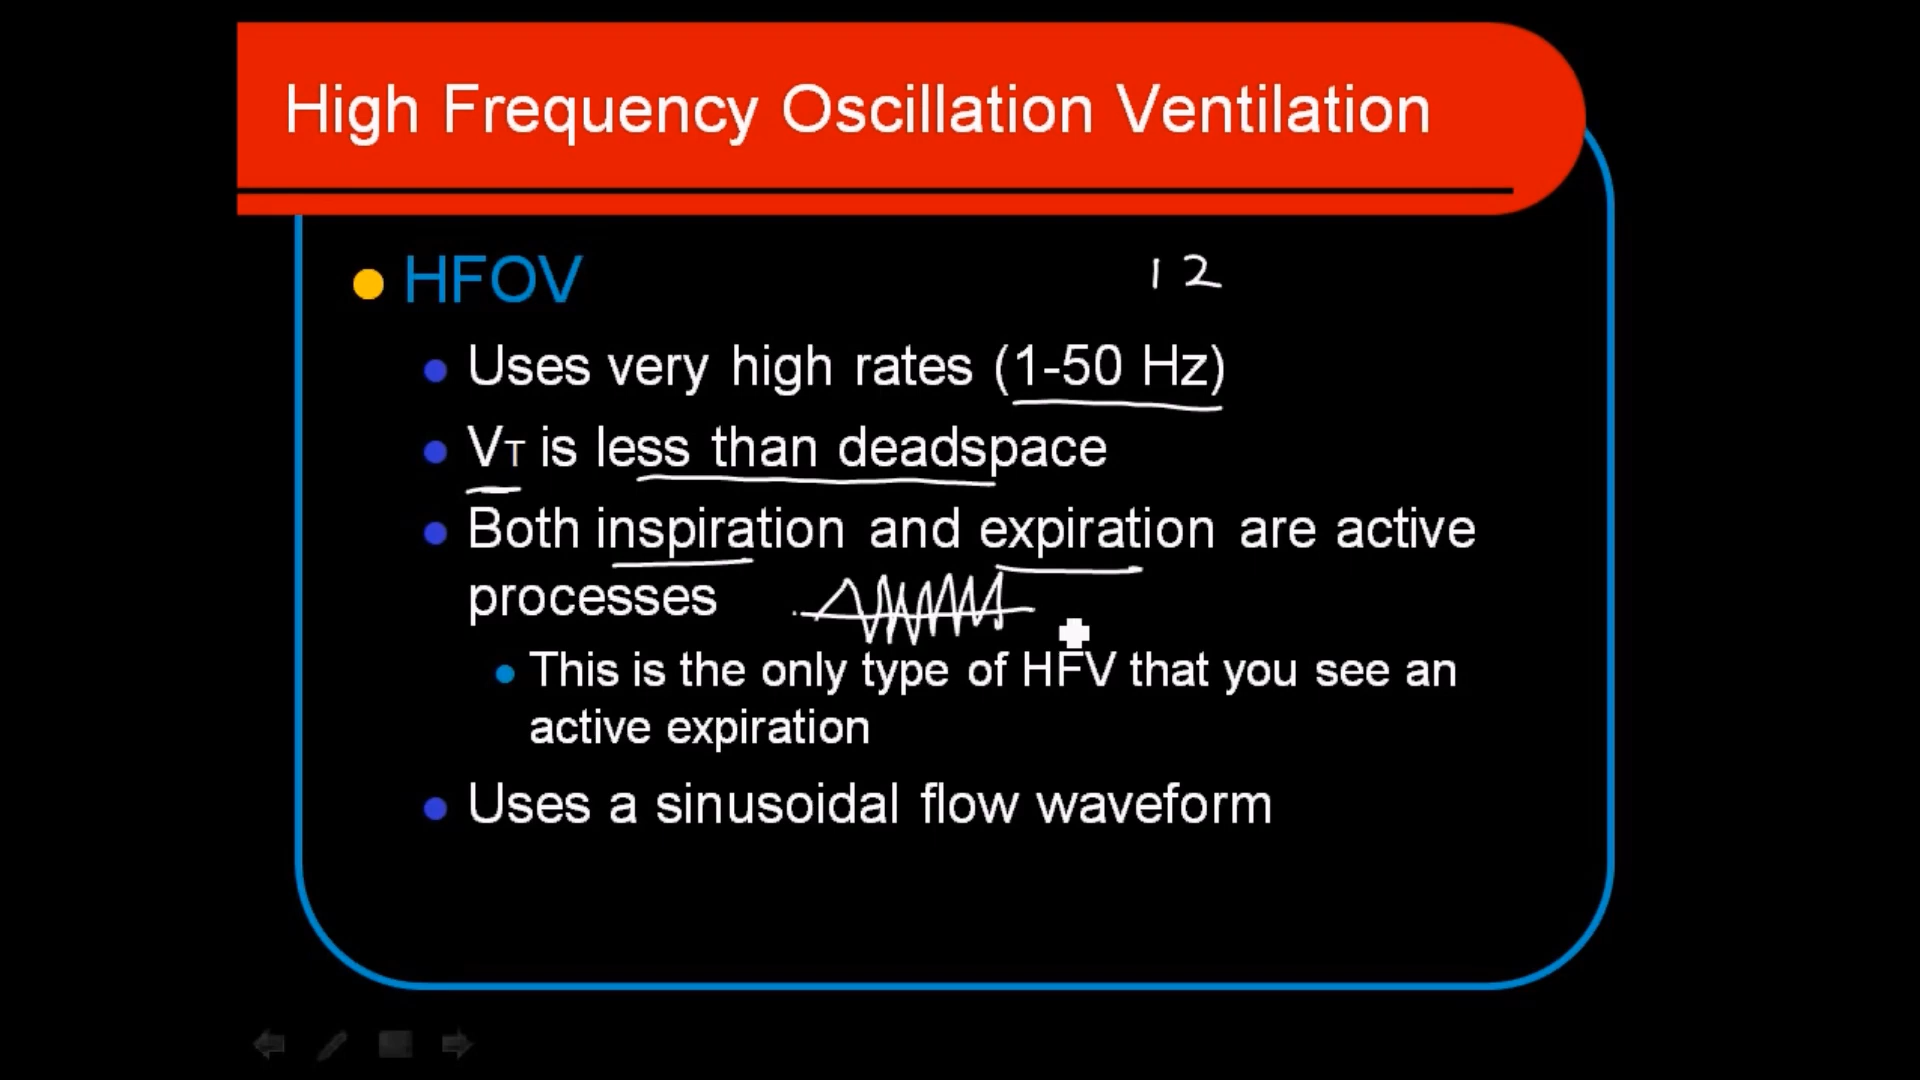 High Frequency Oscillation Ventilation
HFOV
12
Uses very high rates (1-50 Hz)
VT is less than deadspace
Both inspiration and expiration are active
processes
This is the only type of HFV that you see an
active expiration
Uses a sinusoidal flow waveform